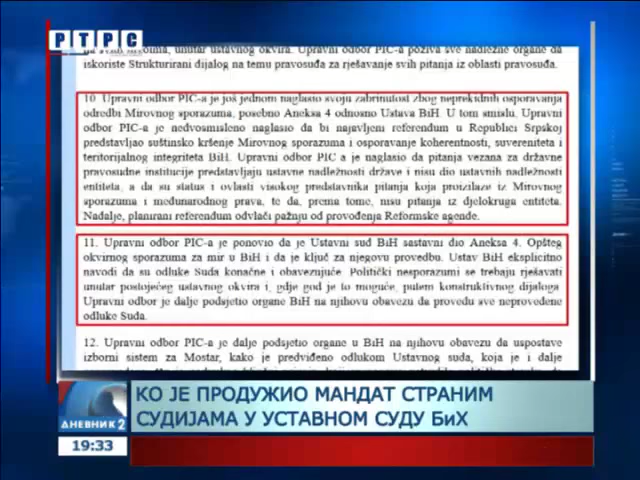 РТРС
unutar ustavnog okvira. Upravni odbor PIC-a poziva sve nadležne organe da
iskoriste Strukturirani dijalog na temu pravosuđa za rješavanje svih pitanja iz oblasti pravosuđa.
10. Upravni odbor PIC-a je još jednom naglasio svoju zabrinutost zbog neprekidnih osporavanja
odredbi Mirovnog sporazuma, posebno Aneksa 4 odnosno Ustava BiH. U tom smislu, Upravni
odbor PIC-a je nedvosmisleno naglasio da bi najavljeni referendum u Republici Srpskoj
predstavljao suštinsko kršenje Mirovnog sporazuma i osporavanje koherentnosti, suvereniteta i
teritorijalnog integriteta BiH. Upravni odbor PIC a je naglasio da pitanja vezana za državne
pravosudne institucije predstavljaju ustavne nadležnosti države i nisu dio ustavnih nadležnosti
entiteta, a da su status i ovlasti visokog predstavnika pitanja koja proizilaze iz Mirovnog
sporazuma i međunarodnog prava, te da, prema tome, nisu pitanja iz djelokruga entiteta.
Nadalje, planirani referendum odvlači pažnju od provođenja Reformske agende.
11. Upravni odbor PIC-a je ponovio da je Ustavni sud BiH sastavni dio Aneksa 4. Opšteg
okvirnog sporazuma za mir u BiH i da je ključ za njegovu provedbu. Ustav BiH eksplicitno
navodi da su odluke Suda konačne i obavezujuće. Politički nesporazumi se trebaju rješavati
unutar postojećeg ustavnog okvira i, gdje god je to moguće, putem konstruktivnog dijaloga.
Upravni odbor je dalje podsjetio organe BiH na njihovu obavezu da provedu sve neprovedene
odluke Suda.
12. Upravni odbor PIC-a je dalje podsjetio organe u BiH na njihovu obavezu da uspostave
izborni sistem za Mostar, kako je predviđeno odlukom Ustavnog suda, koja je i dalje
КО ЈЕ ПРОДУЖИО МАНДАТ СТРАНИМ
СУДИЈАМА У УСТАВНОМ СУДУ БиХ
ДНЕВНИК 2
19:33